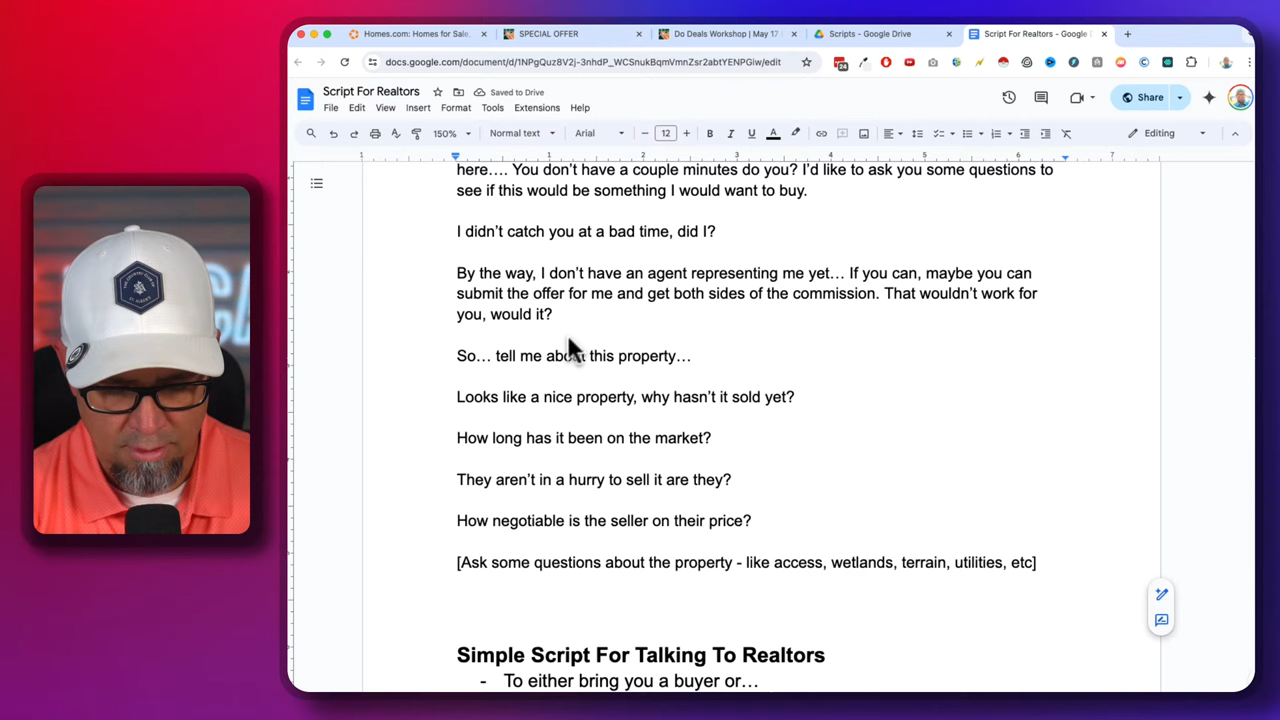 Homes.com: Homes for Sale,
SPECIAL OFFER
Do Deals Workshop | May 17
Scripts - Google Drive
Script For Realtors - Google
docs.google.com/document/d/1NPgQuz8V2j-3nhdP_WCSnukBqmVmnZsr2abtYENPGiw/edit
24
Script For Realtors
Saved to Drive
File Edit View Insert Format Tools Extensions Help
Share
150% Normal text Arial 12 Editing
1 1 2 3 4 5 6 7
here…. You don't have a couple minutes do you? I'd like to ask you some questions to
see if this would be something I would want to buy.
I didn't catch you at a bad time, did I?
By the way, I don't have an agent representing me yet… If you can, maybe you can
submit the offer for me and get both sides of the commission. That wouldn't work for
you, would it?
So… tell me about this property…
Looks like a nice property, why hasn't it sold yet?
How long has it been on the market?
They aren't in a hurry to sell it are they?
How negotiable is the seller on their price?
[Ask some questions about the property - like access, wetlands, terrain, utilities, etc]
Simple Script For Talking To Realtors
- To either bring you a buyer or…